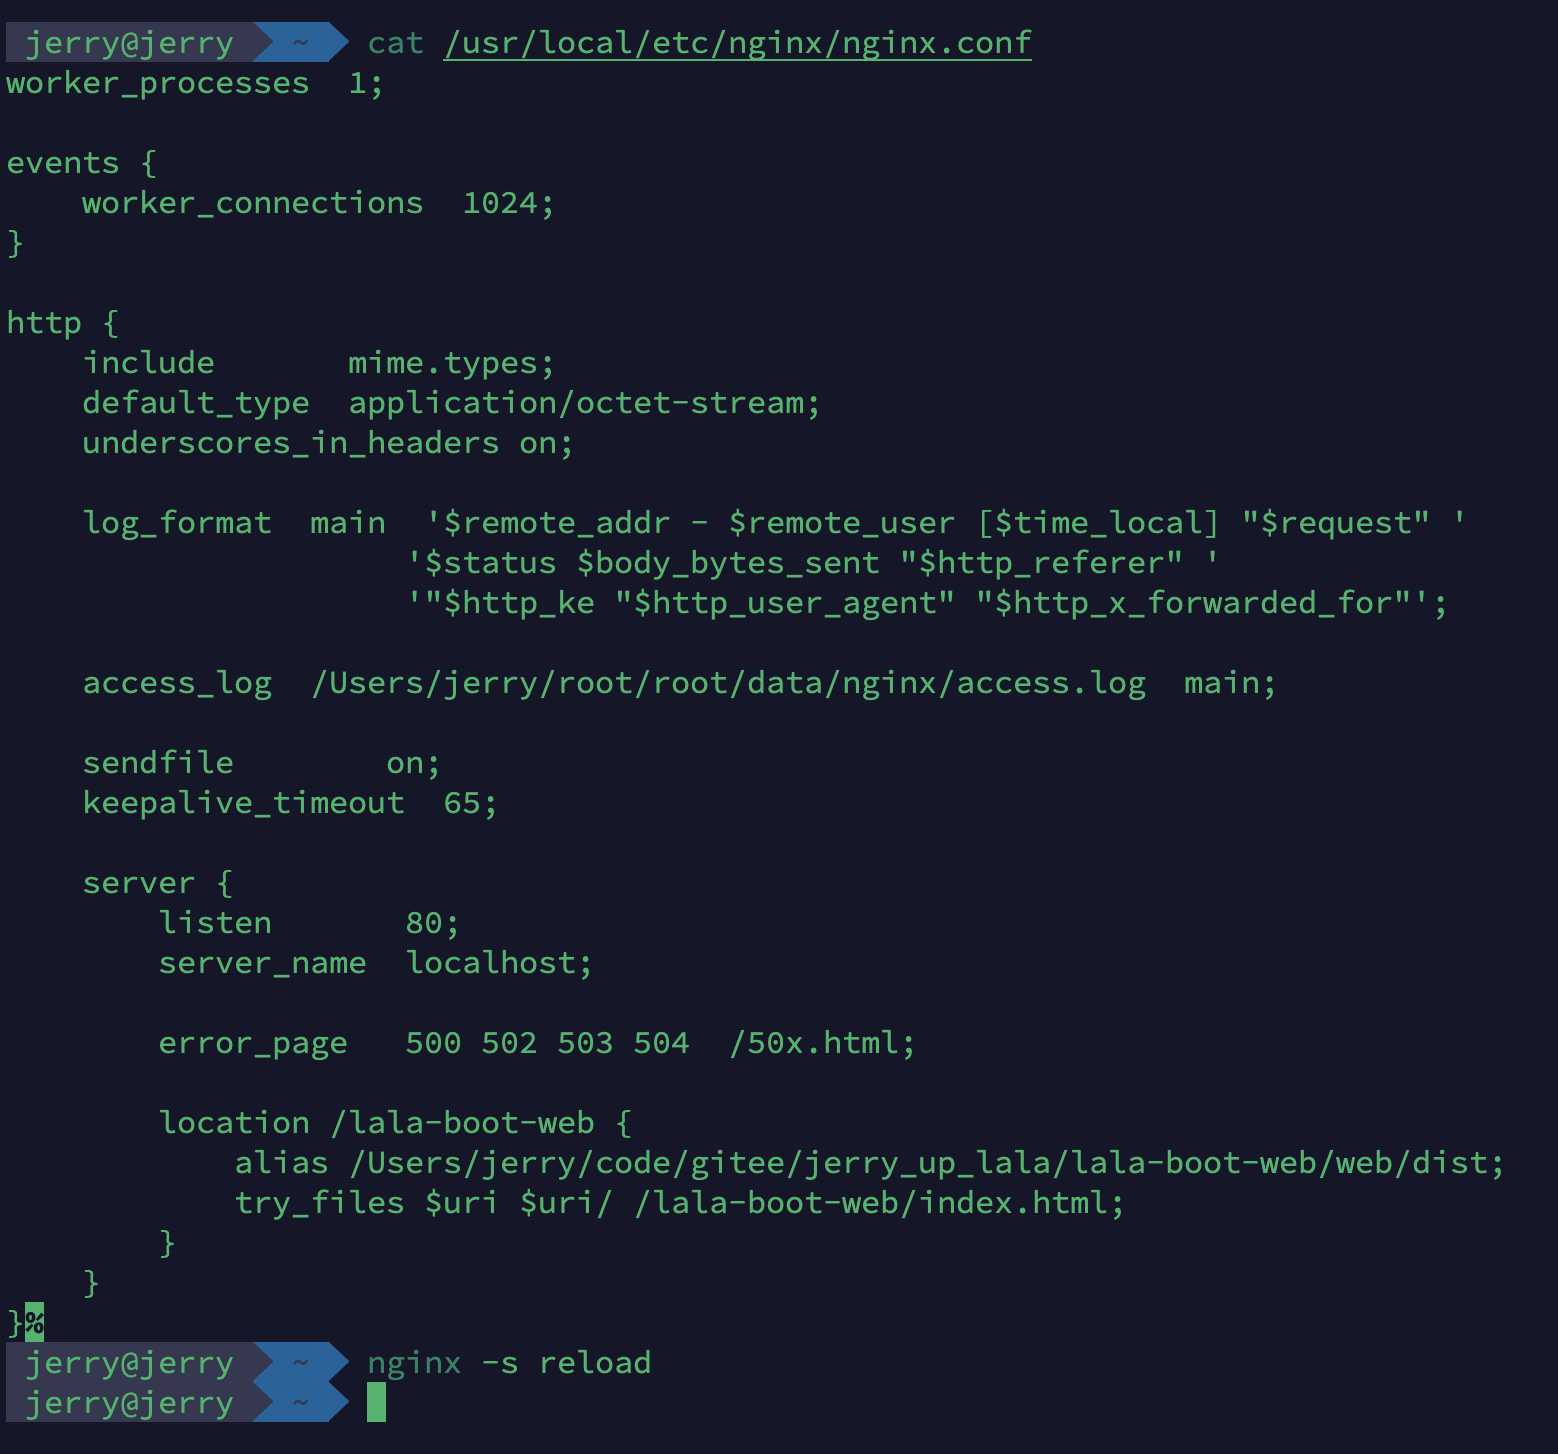 jerry@jerry ~ cat /usr/local/etc/nginx/nginx.conf
worker_processes  1;

events {
    worker_connections  1024;
}

http {
    include       mime.types;
    default_type  application/octet-stream;
    underscores_in_headers on;

    log_format  main  '$remote_addr - $remote_user [$time_local] "$request" '
                     '$status $body_bytes_sent "$http_referer" '
                     '"$http_ke "$http_user_agent" "$http_x_forwarded_for"';

    access_log  /Users/jerry/root/root/data/nginx/access.log  main;

    sendfile        on;
    keepalive_timeout  65;

    server {
        listen       80;
        server_name  localhost;

        error_page   500 502 503 504  /50x.html;

        location /lala-boot-web {
            alias /Users/jerry/code/gitee/jerry_up_lala/lala-boot-web/web/dist;
            try_files $uri $uri/ /lala-boot-web/index.html;
        }
    }
}%
jerry@jerry ~ nginx -s reload
jerry@jerry ~